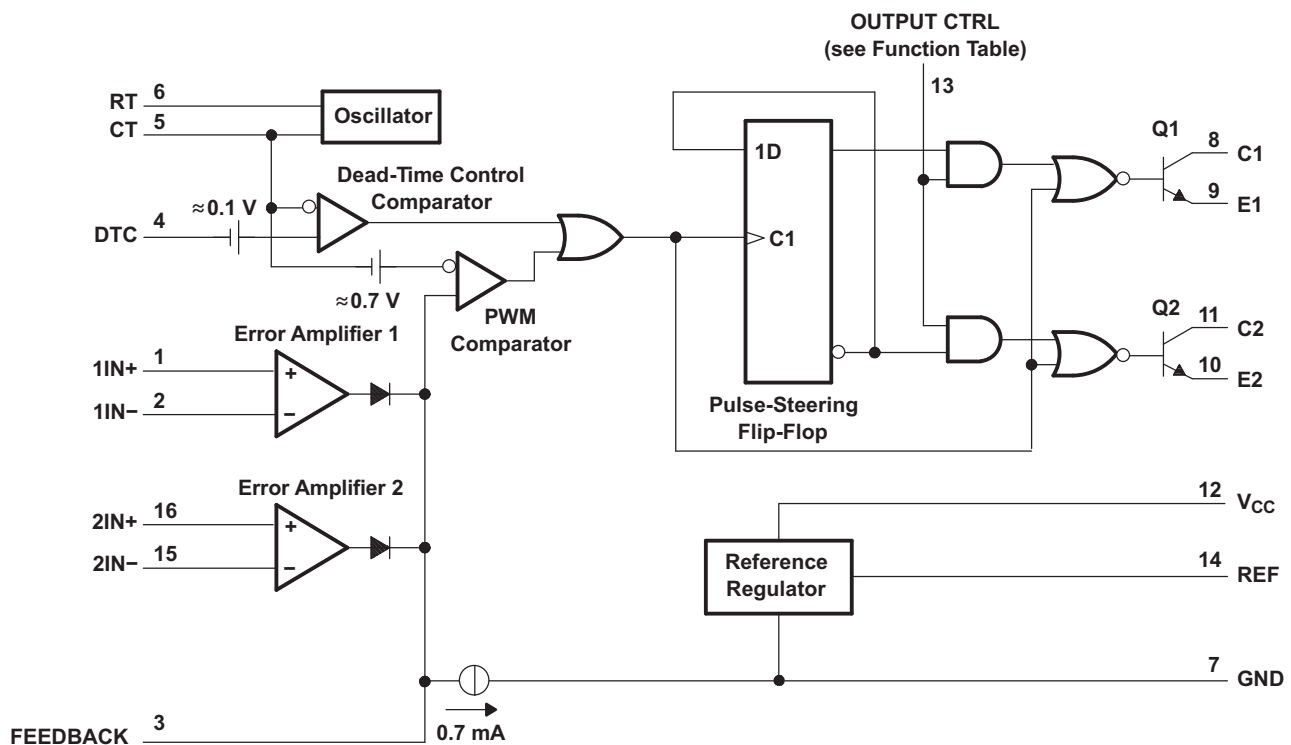 OUTPUT CTRL
(see Function Table)
13
RT 6
CT 5
Oscillator
Dead-Time Control
Comparator
≈0.1 V
DTC 4
≈0.7 V
PWM
Comparator
1D
C1
Pulse-Steering
Flip-Flop
Q1
8 C1
9 E1
Q2
11 C2
10 E2
Error Amplifier 1
1IN+ 1
1IN− 2
+
−
Error Amplifier 2
2IN+ 16
2IN− 15
+
−
12 VCC
Reference
Regulator
14 REF
7 GND
0.7 mA
FEEDBACK 3